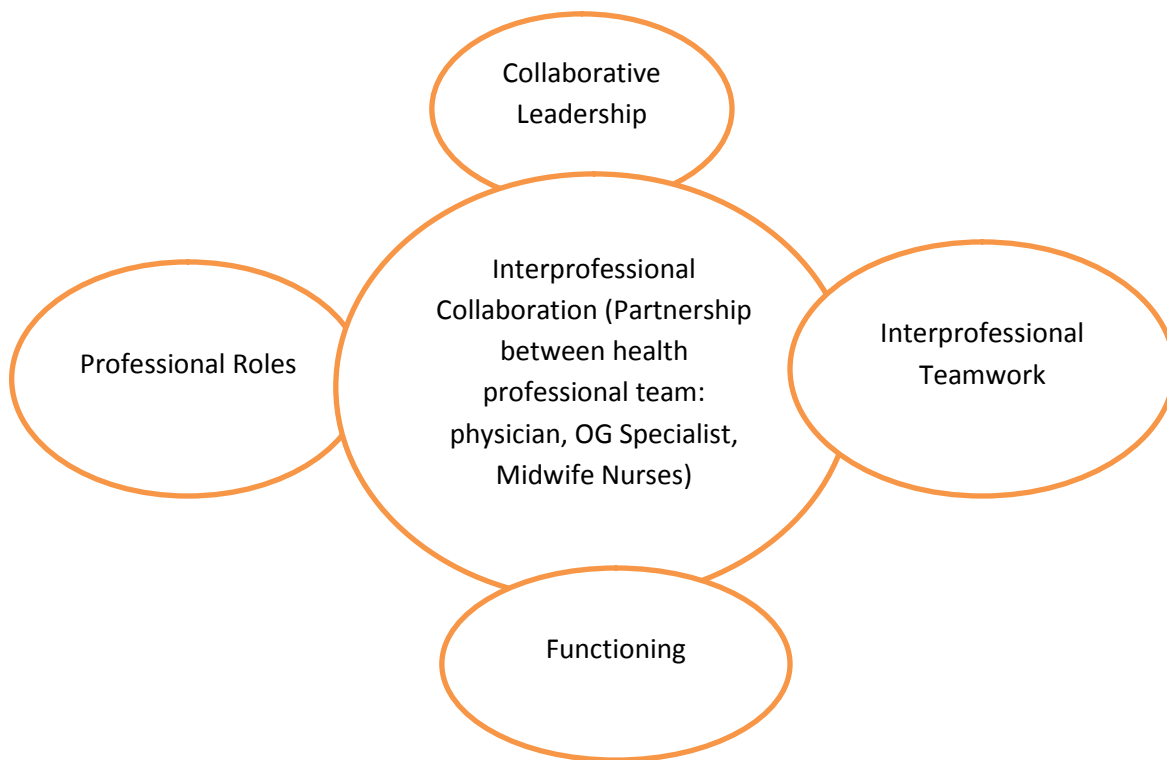 Collaborative
Leadership
Interprofessional
Collaboration (Partnership
between health
professional team:
physician, OG Specialist,
Midwife Nurses)
Professional Roles
Interprofessional
Teamwork
Functioning